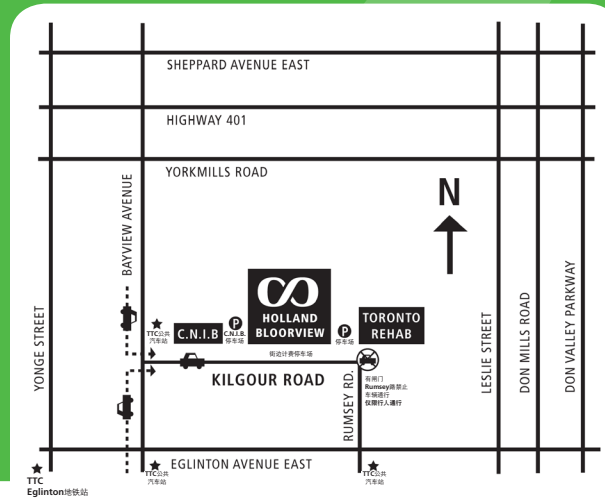 SHEPPARD AVENUE EAST
HIGHWAY 401
YORKMILLS ROAD
N
BAYVIEW AVENUE
YONGE STREET
LESLIE STREET
DON MILLS ROAD
DON VALLEY PARKWAY
TTC公共
汽车站
C.N.I.B
P
C.N.I.B.
停车场
HOLLAND
BLOORVIEW
P
停车场
TORONTO
REHAB
街边计费停车场
KILGOUR ROAD
RUMSEY RD.
有闸门
Rumsey路禁止
车辆通行
仅限行人通行
EGLINTON AVENUE EAST
TTC公共
汽车站
TTC公共
汽车站
TTC
Eglinton地铁站